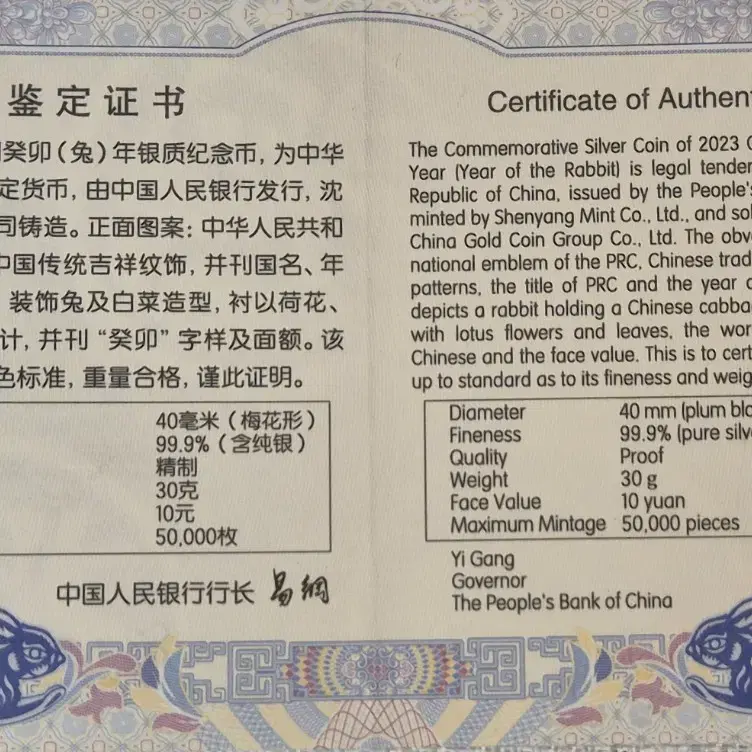 鉴定证书
癸卯(兔)年银质纪念币,为中华
定货币,由中国人民银行发行,沈
司铸造。正面图案:中华人民共和
中国传统吉祥纹饰,并刊国名、年
装饰兔及白菜造型,衬以荷花、
计,并刊“癸卯”字样及面额。该
色标准,重量合格,谨此证明。
40毫米(梅花形)
99.9%(含纯银)
精制
30克
10元
50,000枚
中国人民银行行长 易纲
Certificate of Authent
The Commemorative Silver Coin of 2023
Year (Year of the Rabbit) is legal tender
Republic of China, issued by the People's
minted by Shenyang Mint Co., Ltd., and sol
China Gold Coin Group Co., Ltd. The obv
national emblem of the PRC, Chinese trad
patterns, the title of PRC and the year
depicts a rabbit holding a Chinese cabba
with lotus flowers and leaves, the wor
Chinese and the face value. This is to cert
up to standard as to its fineness and weig
Diameter 40 mm (plum blo
Fineness 99.9% (pure silv
Quality Proof
Weight 30 g
Face Value 10 yuan
Maximum Mintage 50,000 pieces
Yi Gang
Governor
The People's Bank of China